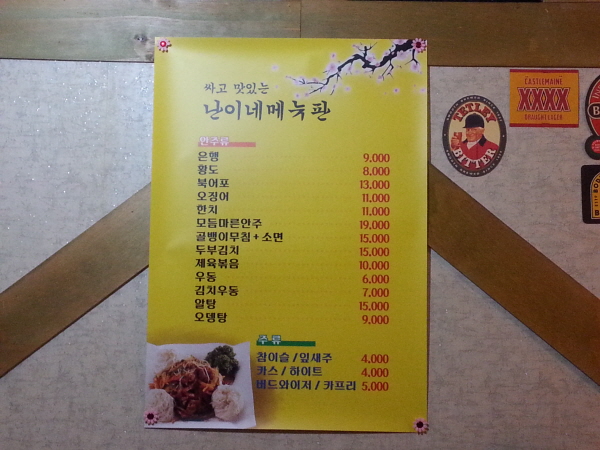 싸고 맛있는
난이네메뉴판
안주류
은행 9.000
황도 8.000
북어포 13.000
오징어 11.000
한치 11.000
모듬마른안주 19.000
골뱅이무침 + 소면 15.000
두부김치 15.000
제육볶음 10.000
우동 6.000
김치우동 7.000
알탕 15.000
오뎅탕 9.000
주류
참이슬 / 잎새주 4.000
카스 / 하이트 4.000
버드와이저 / 카프리 5.000
TETLEY
BITTER
CASTLEMAINE
XXXX
DRAUGHT LAGER